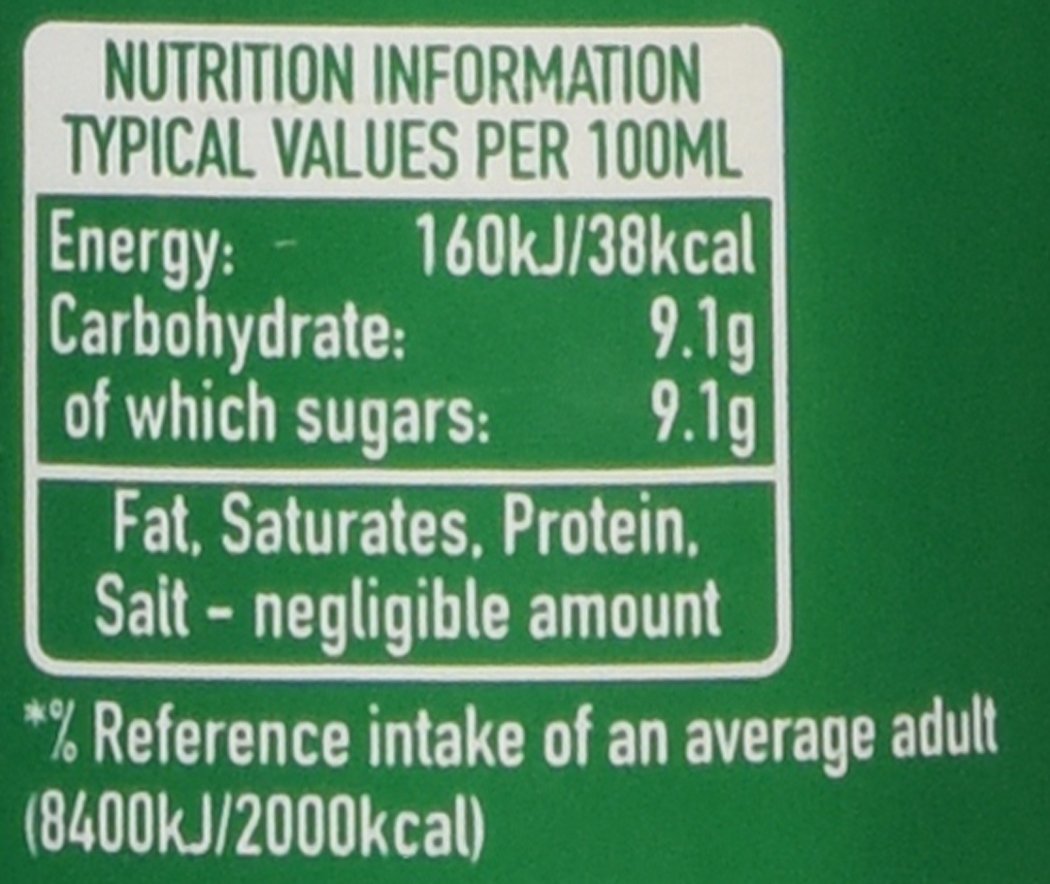 NUTRITION INFORMATION
TYPICAL VALUES PER 100ML
Energy: 160kJ/38kcal
Carbohydrate: 9.1g
of which sugars: 9.1g
Fat, Saturates, Protein,
Salt – negligible amount
*% Reference intake of an average adult
(8400kJ/2000kcal)